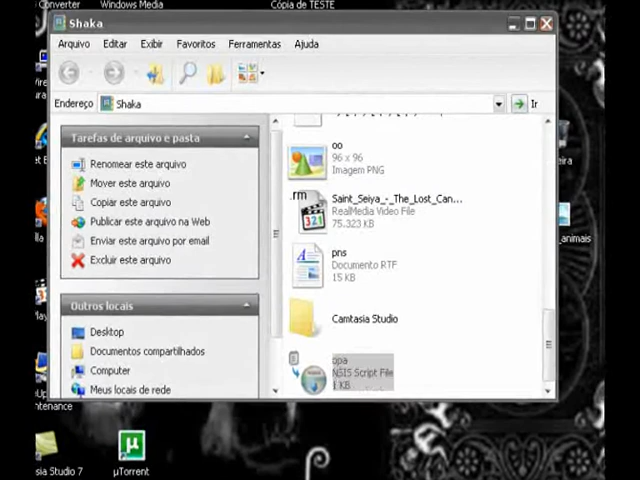 Converter
Windows Media
Cópia de TESTE
Shaka
Arquivo Editar Exibir Favoritos Ferramentas Ajuda
Endereço Shaka Ir
Tarefas de arquivo e pasta
Renomear este arquivo
Mover este arquivo
Copiar este arquivo
Publicar este arquivo na Web
Enviar este arquivo por email
Excluir este arquivo
Outros locais
Desktop
Documentos compartilhados
Computer
Meus locais de rede
oo
96 x 96
Imagem PNG
.rm
321
Saint_Seiya_-_The_Lost_Can...
RealMedia Video File
75.323 KB
pns
Documento RTF
15 KB
Camtasia Studio
opa
NSIS Script File
1 KB
_animais
ntenance
sia Studio 7
µTorrent